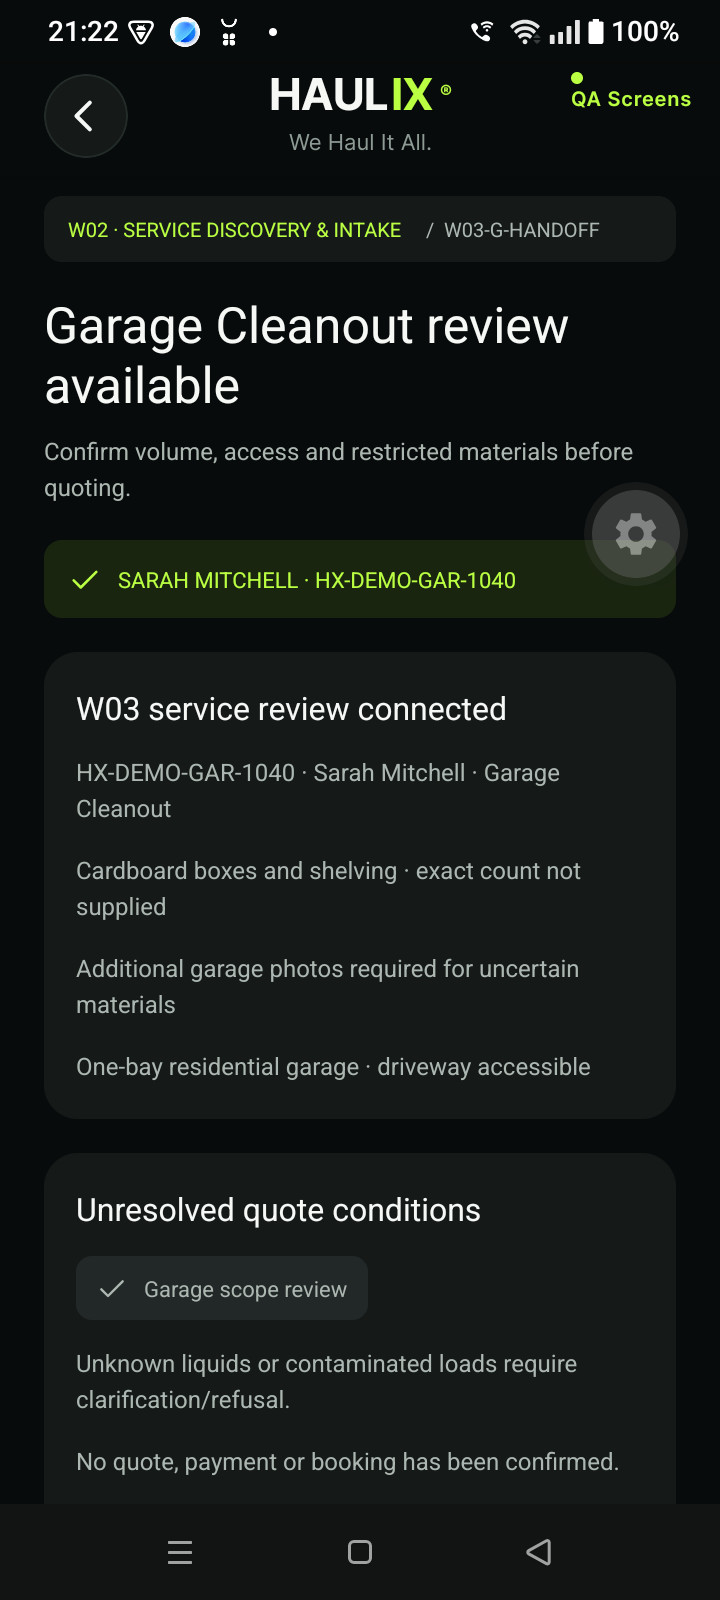 21:22
100%
HAULIX ®
QA Screens
We Haul It All.
W02 · SERVICE DISCOVERY & INTAKE / W03-G-HANDOFF
Garage Cleanout review
available
Confirm volume, access and restricted materials before
quoting.
SARAH MITCHELL · HX-DEMO-GAR-1040
W03 service review connected
HX-DEMO-GAR-1040 · Sarah Mitchell · Garage
Cleanout
Cardboard boxes and shelving · exact count not
supplied
Additional garage photos required for uncertain
materials
One-bay residential garage · driveway accessible
Unresolved quote conditions
Garage scope review
Unknown liquids or contaminated loads require
clarification/refusal.
No quote, payment or booking has been confirmed.